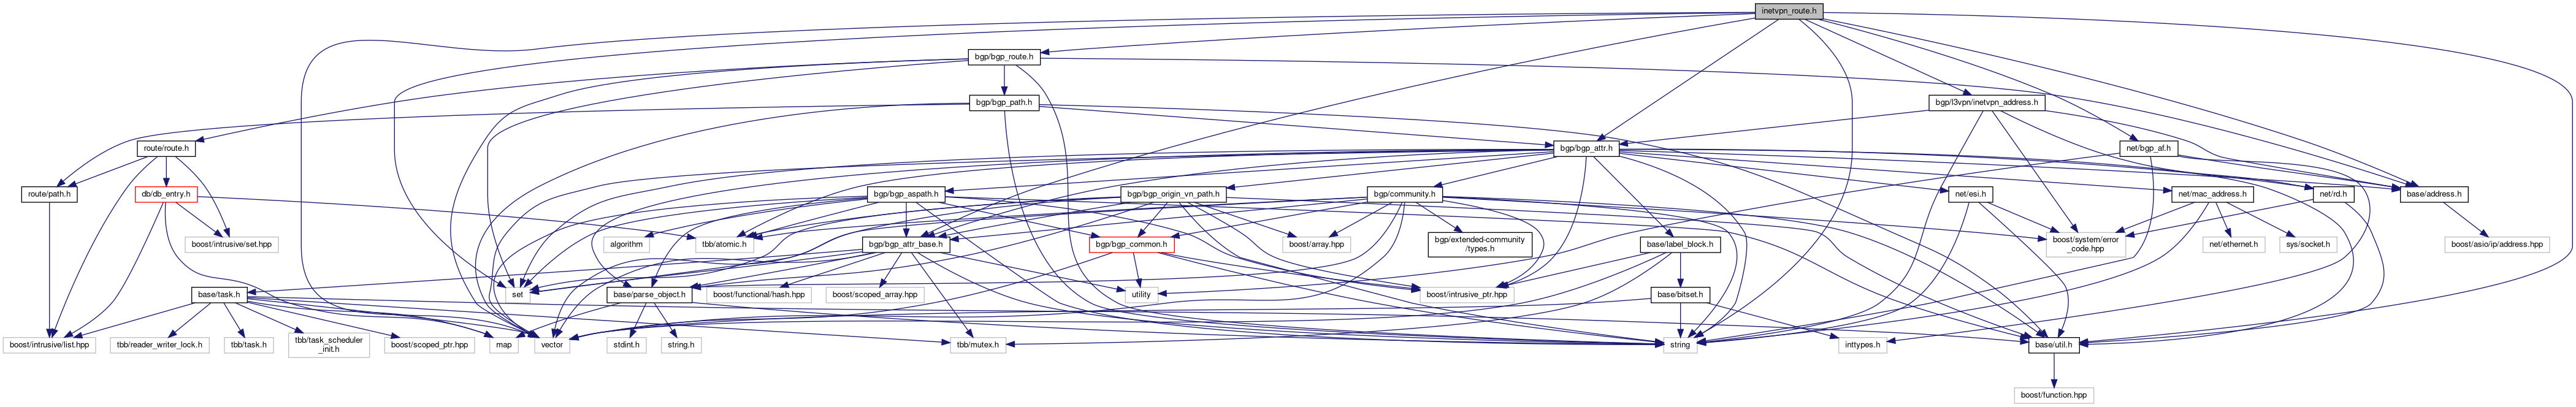 inetvpn_route.h
bgp/bgp_route.h
bgp/bgp_path.h
bgp/l3vpn/inetvpn_address.h
route/route.h
bgp/bgp_attr.h
net/bgp_af.h
route/path.h
db/db_entry.h
bgp/bgp_aspath.h
bgp/bgp_origin_vn_path.h
bgp/community.h
net/esi.h
net/mac_address.h
net/rd.h
base/address.h
boost/intrusive/set.hpp
algorithm
tbb/atomic.h
bgp/bgp_attr_base.h
bgp/bgp_common.h
boost/array.hpp
bgp/extended-community
/types.h
base/label_block.h
boost/system/error
_code.hpp
net/ethernet.h
sys/socket.h
boost/asio/ip/address.hpp
base/task.h
set
base/parse_object.h
boost/functional/hash.hpp
boost/scoped_array.hpp
utility
boost/intrusive_ptr.hpp
base/bitset.h
boost/intrusive/list.hpp
tbb/reader_writer_lock.h
tbb/task.h
tbb/task_scheduler
_init.h
boost/scoped_ptr.hpp
map
vector
stdint.h
string.h
tbb/mutex.h
string
inttypes.h
base/util.h
boost/function.hpp